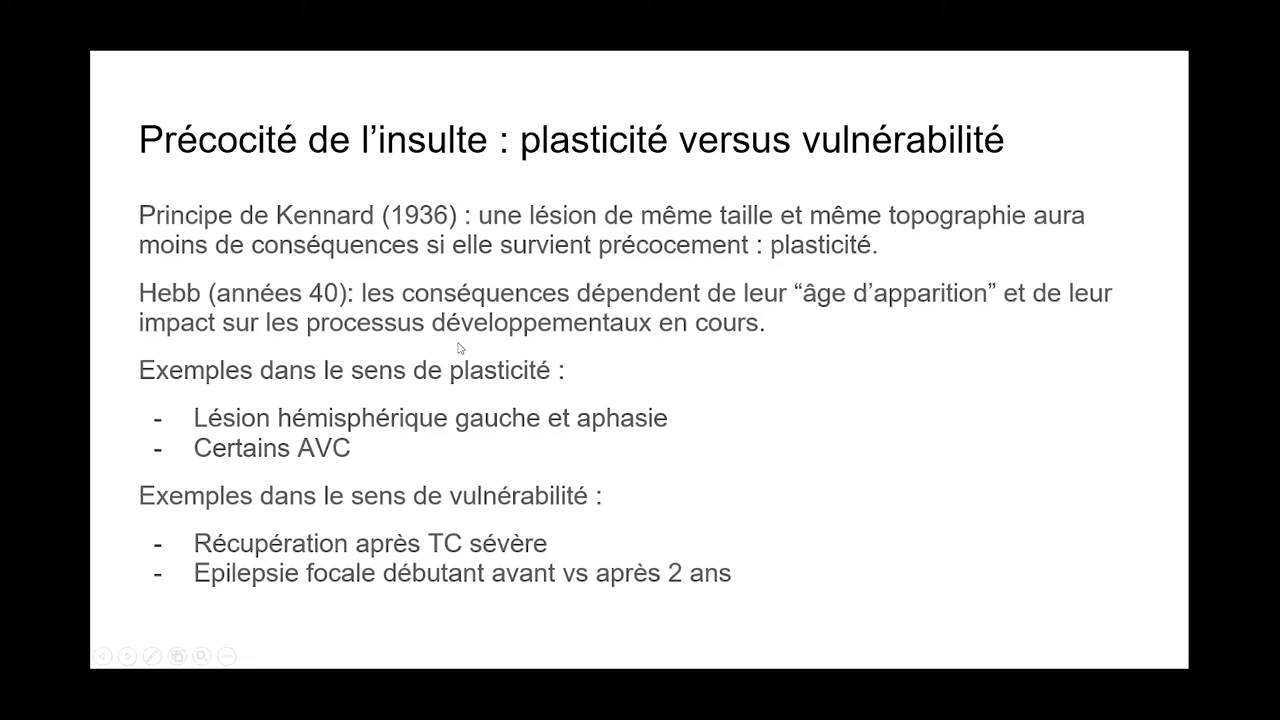 Précocité de l’insulte : plasticité versus vulnérabilité
Principe de Kennard (1936) : une lésion de même taille et même topographie aura
moins de conséquences si elle survient précocement : plasticité.
Hebb (années 40): les conséquences dépendent de leur “âge d’apparition” et de leur
impact sur les processus développementaux en cours.
Exemples dans le sens de plasticité :
- Lésion hémisphérique gauche et aphasie
- Certains AVC
Exemples dans le sens de vulnérabilité :
- Récupération après TC sévère
- Epilepsie focale débutant avant vs après 2 ans